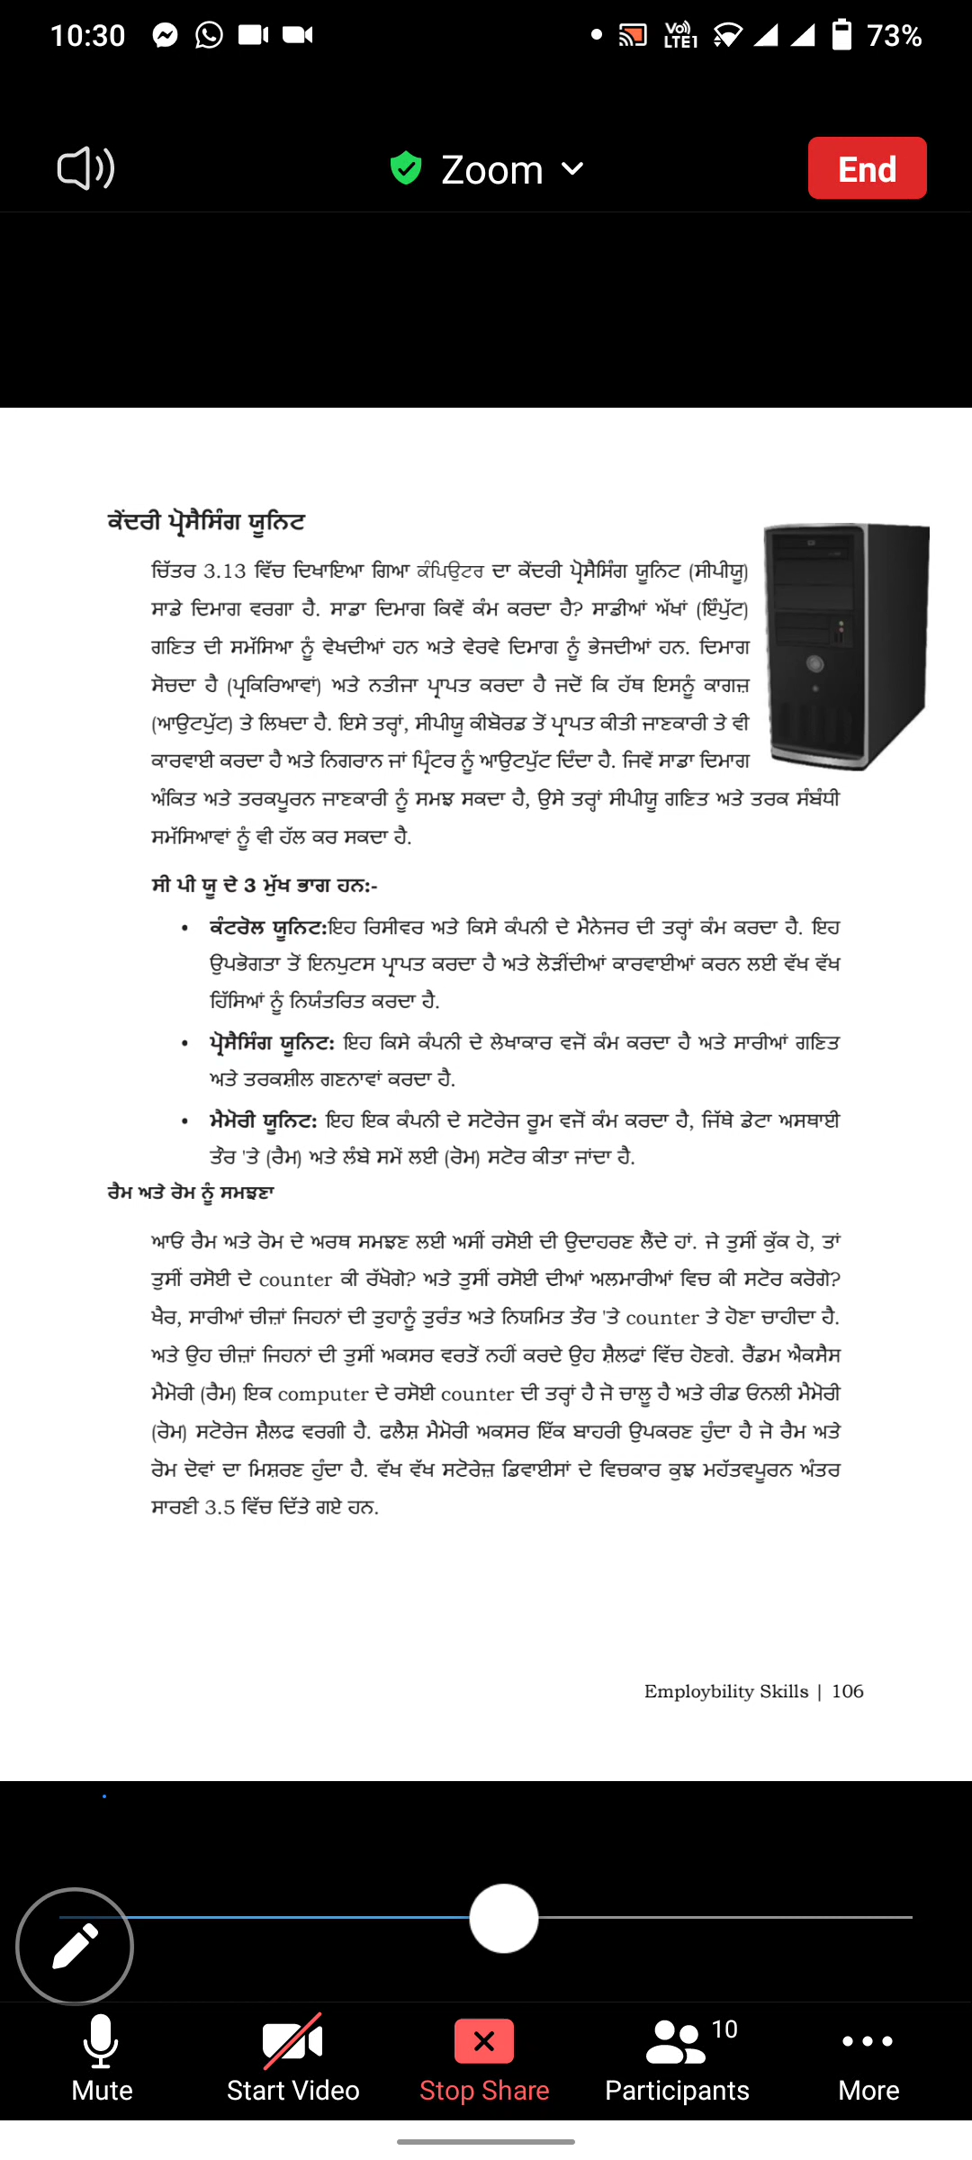 10:30
Vo)) LTE1
73%
Zoom
End
ਕੇਂਦਰੀ ਪ੍ਰੋਸੈਸਿੰਗ ਯੂਨਿਟ
ਚਿੱਤਰ 3.13 ਵਿੱਚ ਦਿਖਾਇਆ ਗਿਆ ਕੰਪਿਊਟਰ ਦਾ ਕੇਂਦਰੀ ਪ੍ਰੋਸੈਸਿੰਗ ਯੂਨਿਟ (ਸੀਪੀਯੂ)
ਸਾਡੇ ਦਿਮਾਗ ਵਰਗਾ ਹੈ. ਸਾਡਾ ਦਿਮਾਗ ਕਿਵੇਂ ਕੰਮ ਕਰਦਾ ਹੈ? ਸਾਡੀਆਂ ਅੱਖਾਂ (ਇੰਪੁੱਟ)
ਗਣਿਤ ਦੀ ਸਮੱਸਿਆ ਨੂੰ ਵੇਖਦੀਆਂ ਹਨ ਅਤੇ ਵੇਰਵੇ ਦਿਮਾਗ ਨੂੰ ਭੇਜਦੀਆਂ ਹਨ. ਦਿਮਾਗ
ਸੋਚਦਾ ਹੈ (ਪ੍ਰਕਿਰਿਆਵਾਂ) ਅਤੇ ਨਤੀਜਾ ਪ੍ਰਾਪਤ ਕਰਦਾ ਹੈ ਜਦੋਂ ਕਿ ਹੱਥ ਇਸਨੂੰ ਕਾਗਜ਼
(ਆਉਟਪੁੱਟ) ਤੇ ਲਿਖਦਾ ਹੈ. ਇਸੇ ਤਰ੍ਹਾਂ, ਸੀਪੀਯੂ ਕੀਬੋਰਡ ਤੋਂ ਪ੍ਰਾਪਤ ਕੀਤੀ ਜਾਣਕਾਰੀ ਤੇ ਵੀ
ਕਾਰਵਾਈ ਕਰਦਾ ਹੈ ਅਤੇ ਨਿਗਰਾਨ ਜਾਂ ਪ੍ਰਿੰਟਰ ਨੂੰ ਆਉਟਪੁੱਟ ਦਿੰਦਾ ਹੈ. ਜਿਵੇਂ ਸਾਡਾ ਦਿਮਾਗ
ਅੰਕਿਤ ਅਤੇ ਤਰਕਪੂਰਨ ਜਾਣਕਾਰੀ ਨੂੰ ਸਮਝ ਸਕਦਾ ਹੈ, ਉਸੇ ਤਰ੍ਹਾਂ ਸੀਪੀਯੂ ਗਣਿਤ ਅਤੇ ਤਰਕ ਸੰਬੰਧੀ
ਸਮੱਸਿਆਵਾਂ ਨੂੰ ਵੀ ਹੱਲ ਕਰ ਸਕਦਾ ਹੈ.
ਸੀ ਪੀ ਯੂ ਦੇ 3 ਮੁੱਖ ਭਾਗ ਹਨ:-
• ਕੰਟਰੋਲ ਯੂਨਿਟ:ਇਹ ਰਿਸੀਵਰ ਅਤੇ ਕਿਸੇ ਕੰਪਨੀ ਦੇ ਮੈਨੇਜਰ ਦੀ ਤਰ੍ਹਾਂ ਕੰਮ ਕਰਦਾ ਹੈ. ਇਹ
ਉਪਭੋਗਤਾ ਤੋਂ ਇਨਪੁਟਸ ਪ੍ਰਾਪਤ ਕਰਦਾ ਹੈ ਅਤੇ ਲੋੜੀਂਦੀਆਂ ਕਾਰਵਾਈਆਂ ਕਰਨ ਲਈ ਵੱਖ ਵੱਖ
ਹਿੱਸਿਆਂ ਨੂੰ ਨਿਯੰਤਰਿਤ ਕਰਦਾ ਹੈ.
• ਪ੍ਰੋਸੈਸਿੰਗ ਯੂਨਿਟ: ਇਹ ਕਿਸੇ ਕੰਪਨੀ ਦੇ ਲੇਖਾਕਾਰ ਵਜੋਂ ਕੰਮ ਕਰਦਾ ਹੈ ਅਤੇ ਸਾਰੀਆਂ ਗਣਿਤ
ਅਤੇ ਤਰਕਸ਼ੀਲ ਗਣਨਾਵਾਂ ਕਰਦਾ ਹੈ.
• ਮੈਮੋਰੀ ਯੂਨਿਟ: ਇਹ ਇਕ ਕੰਪਨੀ ਦੇ ਸਟੋਰੇਜ ਰੂਮ ਵਜੋਂ ਕੰਮ ਕਰਦਾ ਹੈ, ਜਿੱਥੇ ਡੇਟਾ ਅਸਥਾਈ
ਤੌਰ 'ਤੇ (ਰੈਮ) ਅਤੇ ਲੰਬੇ ਸਮੇਂ ਲਈ (ਰੋਮ) ਸਟੋਰ ਕੀਤਾ ਜਾਂਦਾ ਹੈ.
ਰੈਮ ਅਤੇ ਰੋਮ ਨੂੰ ਸਮਝਣਾ
ਆਓ ਰੈਮ ਅਤੇ ਰੋਮ ਦੇ ਅਰਥ ਸਮਝਣ ਲਈ ਅਸੀਂ ਰਸੋਈ ਦੀ ਉਦਾਹਰਣ ਲੈਂਦੇ ਹਾਂ. ਜੇ ਤੁਸੀਂ ਕੁੱਕ ਹੋ, ਤਾਂ
ਤੁਸੀਂ ਰਸੋਈ ਦੇ counter ਕੀ ਰੱਖੋਗੇ? ਅਤੇ ਤੁਸੀਂ ਰਸੋਈ ਦੀਆਂ ਅਲਮਾਰੀਆਂ ਵਿਚ ਕੀ ਸਟੋਰ ਕਰੋਗੇ?
ਖੈਰ, ਸਾਰੀਆਂ ਚੀਜ਼ਾਂ ਜਿਹਨਾਂ ਦੀ ਤੁਹਾਨੂੰ ਤੁਰੰਤ ਅਤੇ ਨਿਯਮਿਤ ਤੌਰ 'ਤੇ counter ਤੇ ਹੋਣਾ ਚਾਹੀਦਾ ਹੈ.
ਅਤੇ ਉਹ ਚੀਜ਼ਾਂ ਜਿਹਨਾਂ ਦੀ ਤੁਸੀਂ ਅਕਸਰ ਵਰਤੋਂ ਨਹੀਂ ਕਰਦੇ ਉਹ ਸ਼ੈਲਫਾਂ ਵਿੱਚ ਹੋਣਗੇ. ਰੈਂਡਮ ਐਕਸੈਸ
ਮੈਮੋਰੀ (ਰੈਮ) ਇਕ computer ਦੇ ਰਸੋਈ counter ਦੀ ਤਰ੍ਹਾਂ ਹੈ ਜੋ ਚਾਲੂ ਹੈ ਅਤੇ ਰੀਡ ਓਨਲੀ ਮੈਮੋਰੀ
(ਰੋਮ) ਸਟੋਰੇਜ ਸ਼ੈਲਫ ਵਰਗੀ ਹੈ. ਫਲੈਸ਼ ਮੈਮੋਰੀ ਅਕਸਰ ਇੱਕ ਬਾਹਰੀ ਉਪਕਰਣ ਹੁੰਦਾ ਹੈ ਜੋ ਰੈਮ ਅਤੇ
ਰੋਮ ਦੋਵਾਂ ਦਾ ਮਿਸ਼ਰਣ ਹੁੰਦਾ ਹੈ. ਵੱਖ ਵੱਖ ਸਟੋਰੇਜ਼ ਡਿਵਾਈਸਾਂ ਦੇ ਵਿਚਕਾਰ ਕੁਝ ਮਹੱਤਵਪੂਰਨ ਅੰਤਰ
ਸਾਰਣੀ 3.5 ਵਿੱਚ ਦਿੱਤੇ ਗਏ ਹਨ.
Employbility Skills | 106
10
Mute
Start Video
Stop Share
Participants
More